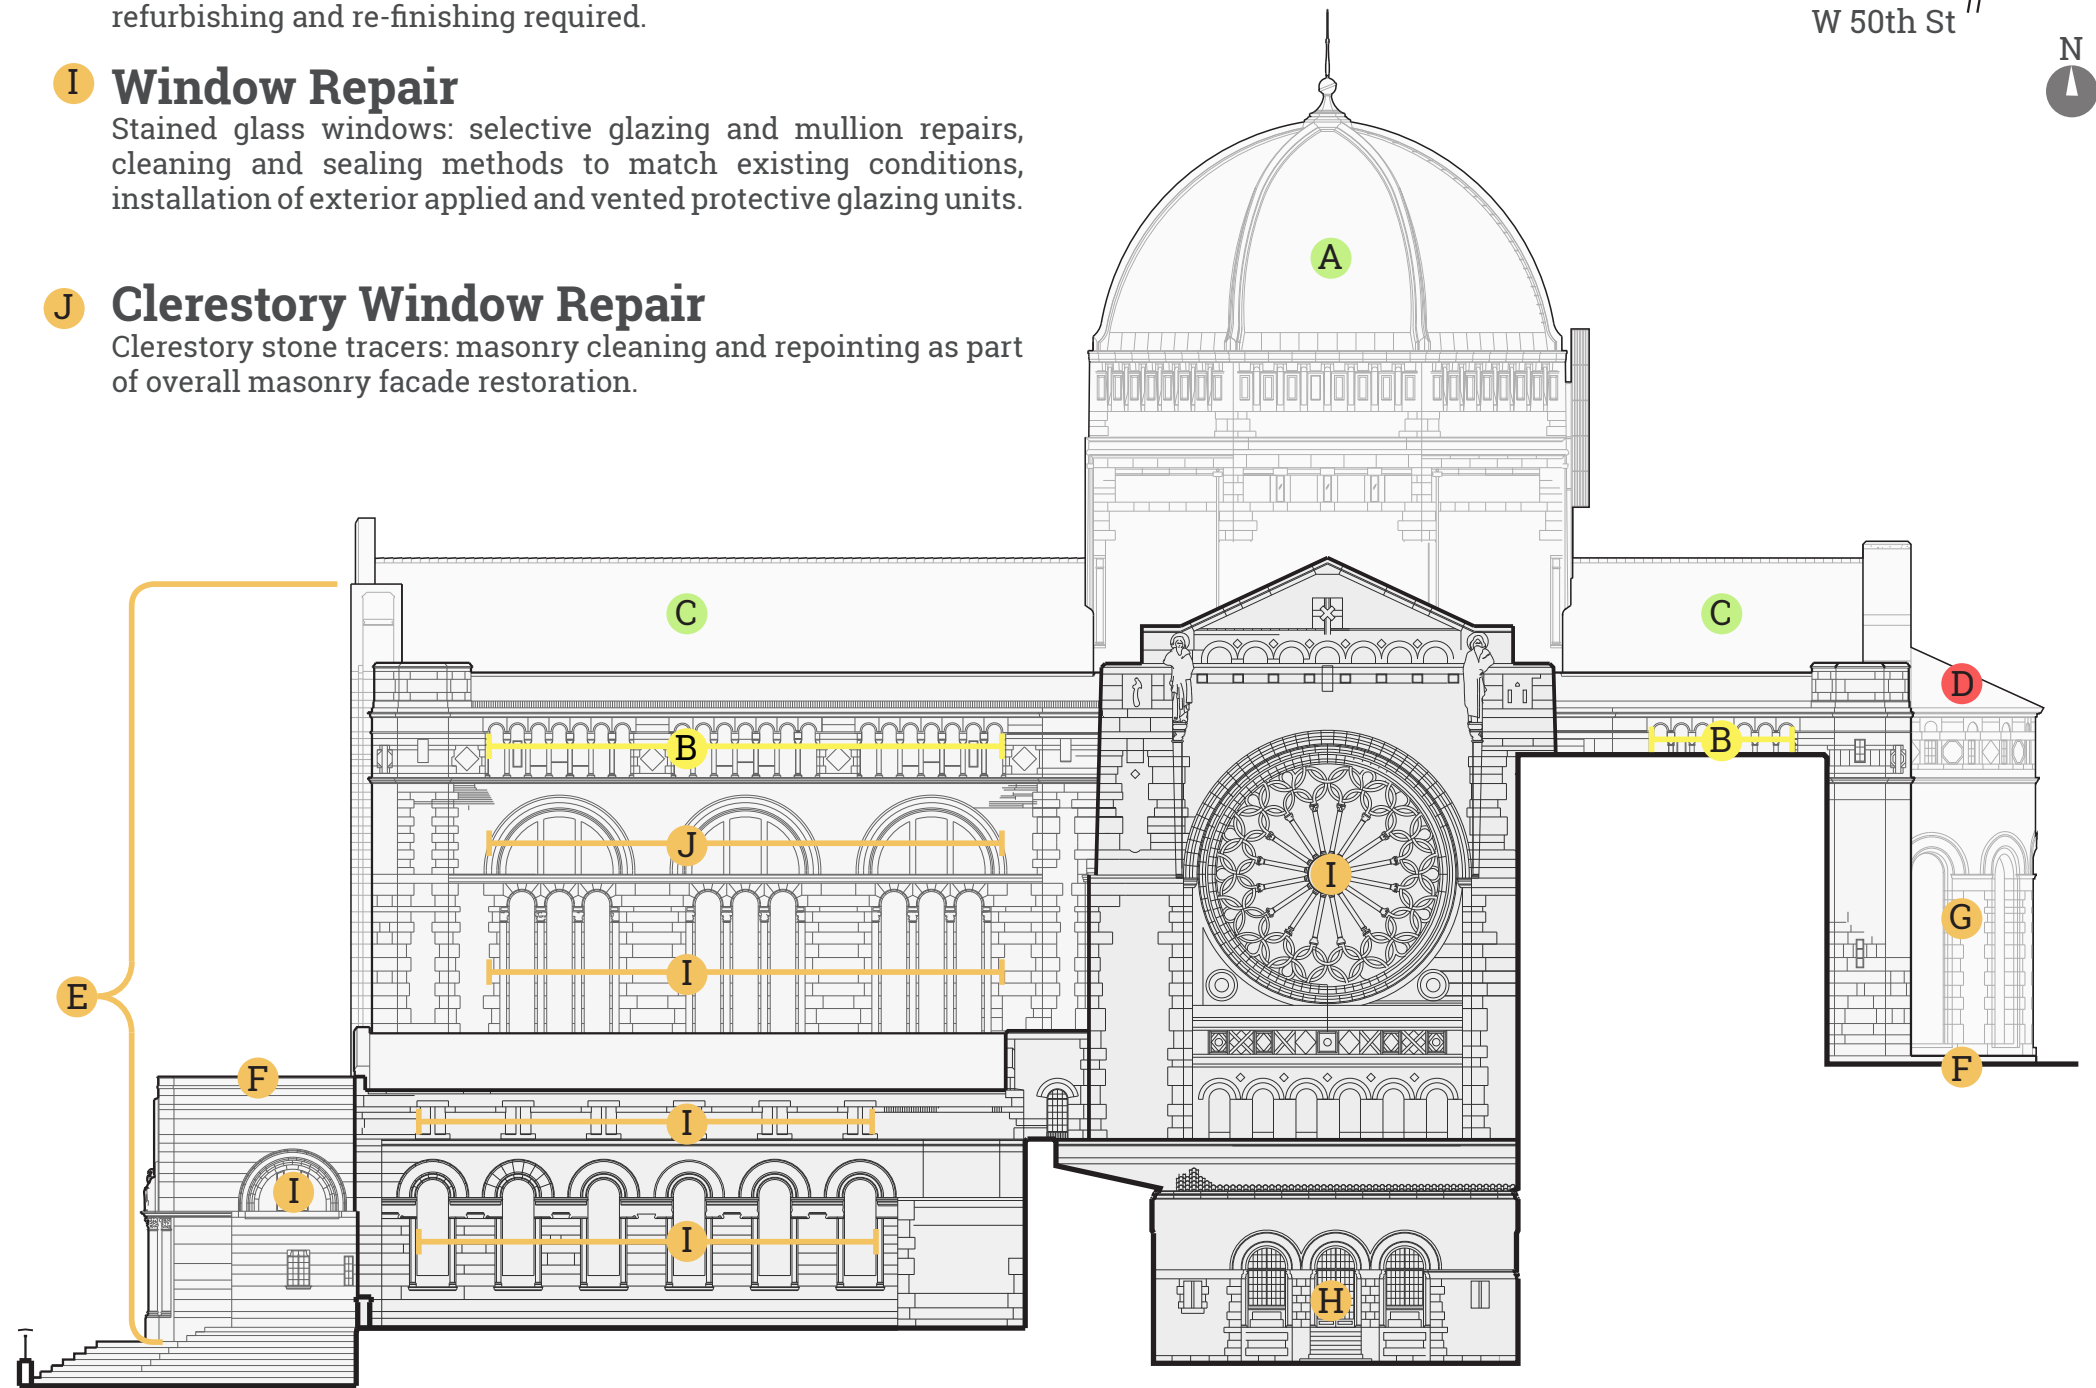 refurbishing and re-finishing required.
W 50th St
N
I Window Repair
Stained glass windows: selective glazing and mullion repairs,
cleaning and sealing methods to match existing conditions,
installation of exterior applied and vented protective glazing units.
J Clerestory Window Repair
Clerestory stone tracers: masonry cleaning and repointing as part
of overall masonry facade restoration.
A
C
C
D
B
B
J
I
G
I
E
F
F
I
I
I
H